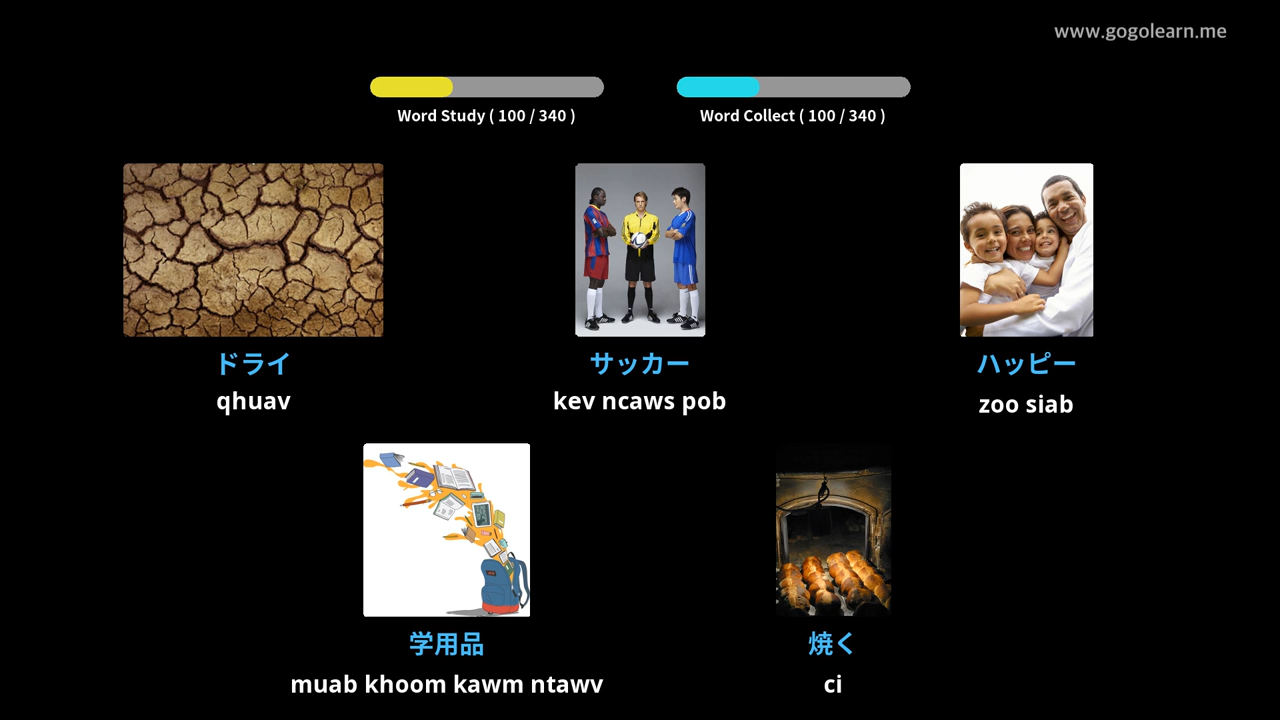 www.gogolearn.me
Word Study ( 100 / 340 )
Word Collect ( 100 / 340 )
ドライ
qhuav
サッカー
kev ncaws pob
ハッピー
zoo siab
学用品
muab khoom kawm ntawv
焼く
ci